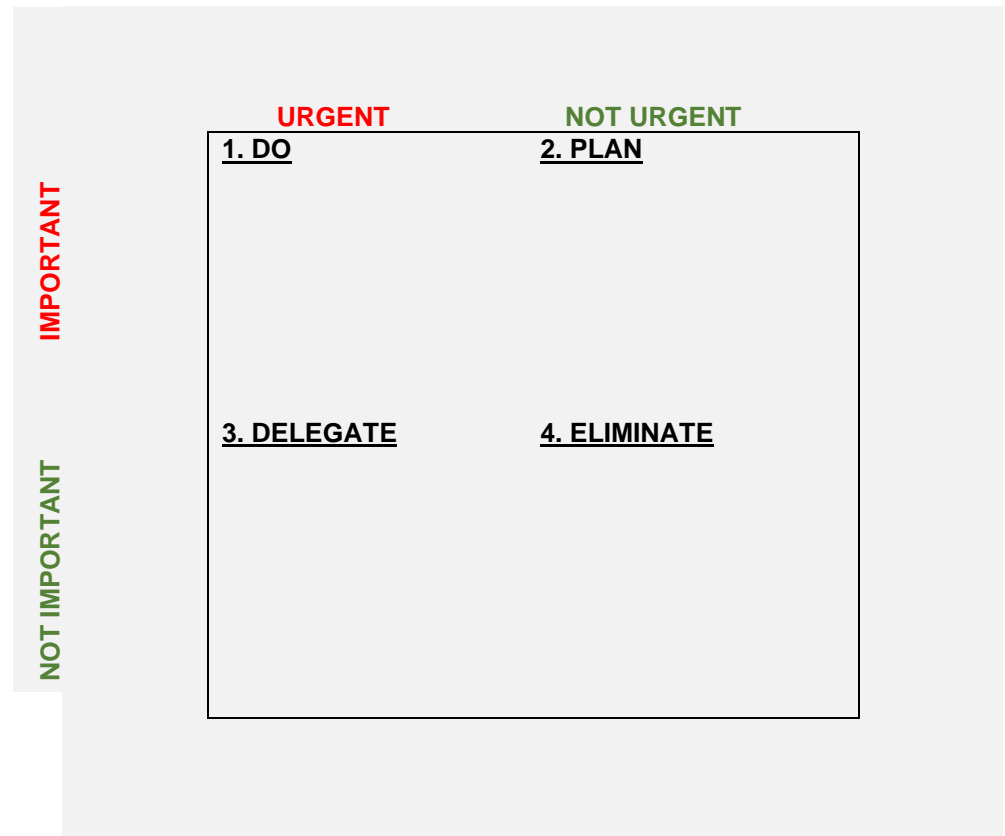 URGENT NOT URGENT
IMPORTANT
1. DO 2. PLAN
NOT IMPORTANT
3. DELEGATE 4. ELIMINATE